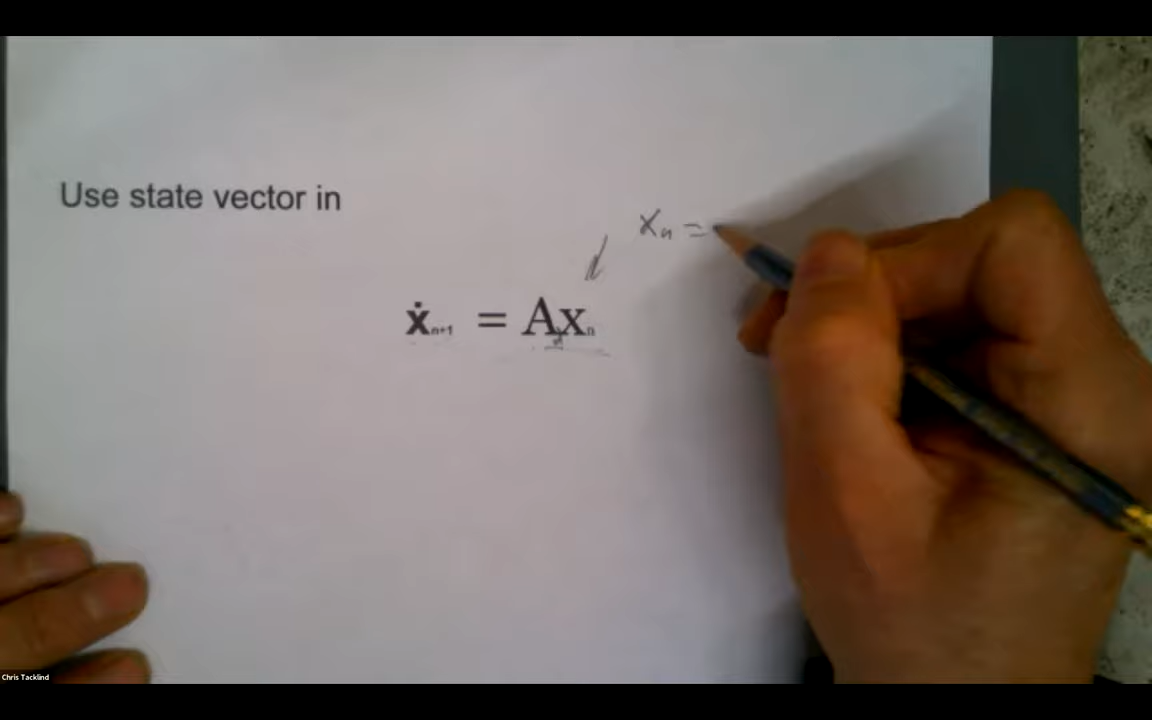 Use state vector in
xₙ =
ẋₙ₊₁ = Axₙ
Chris Tacklind